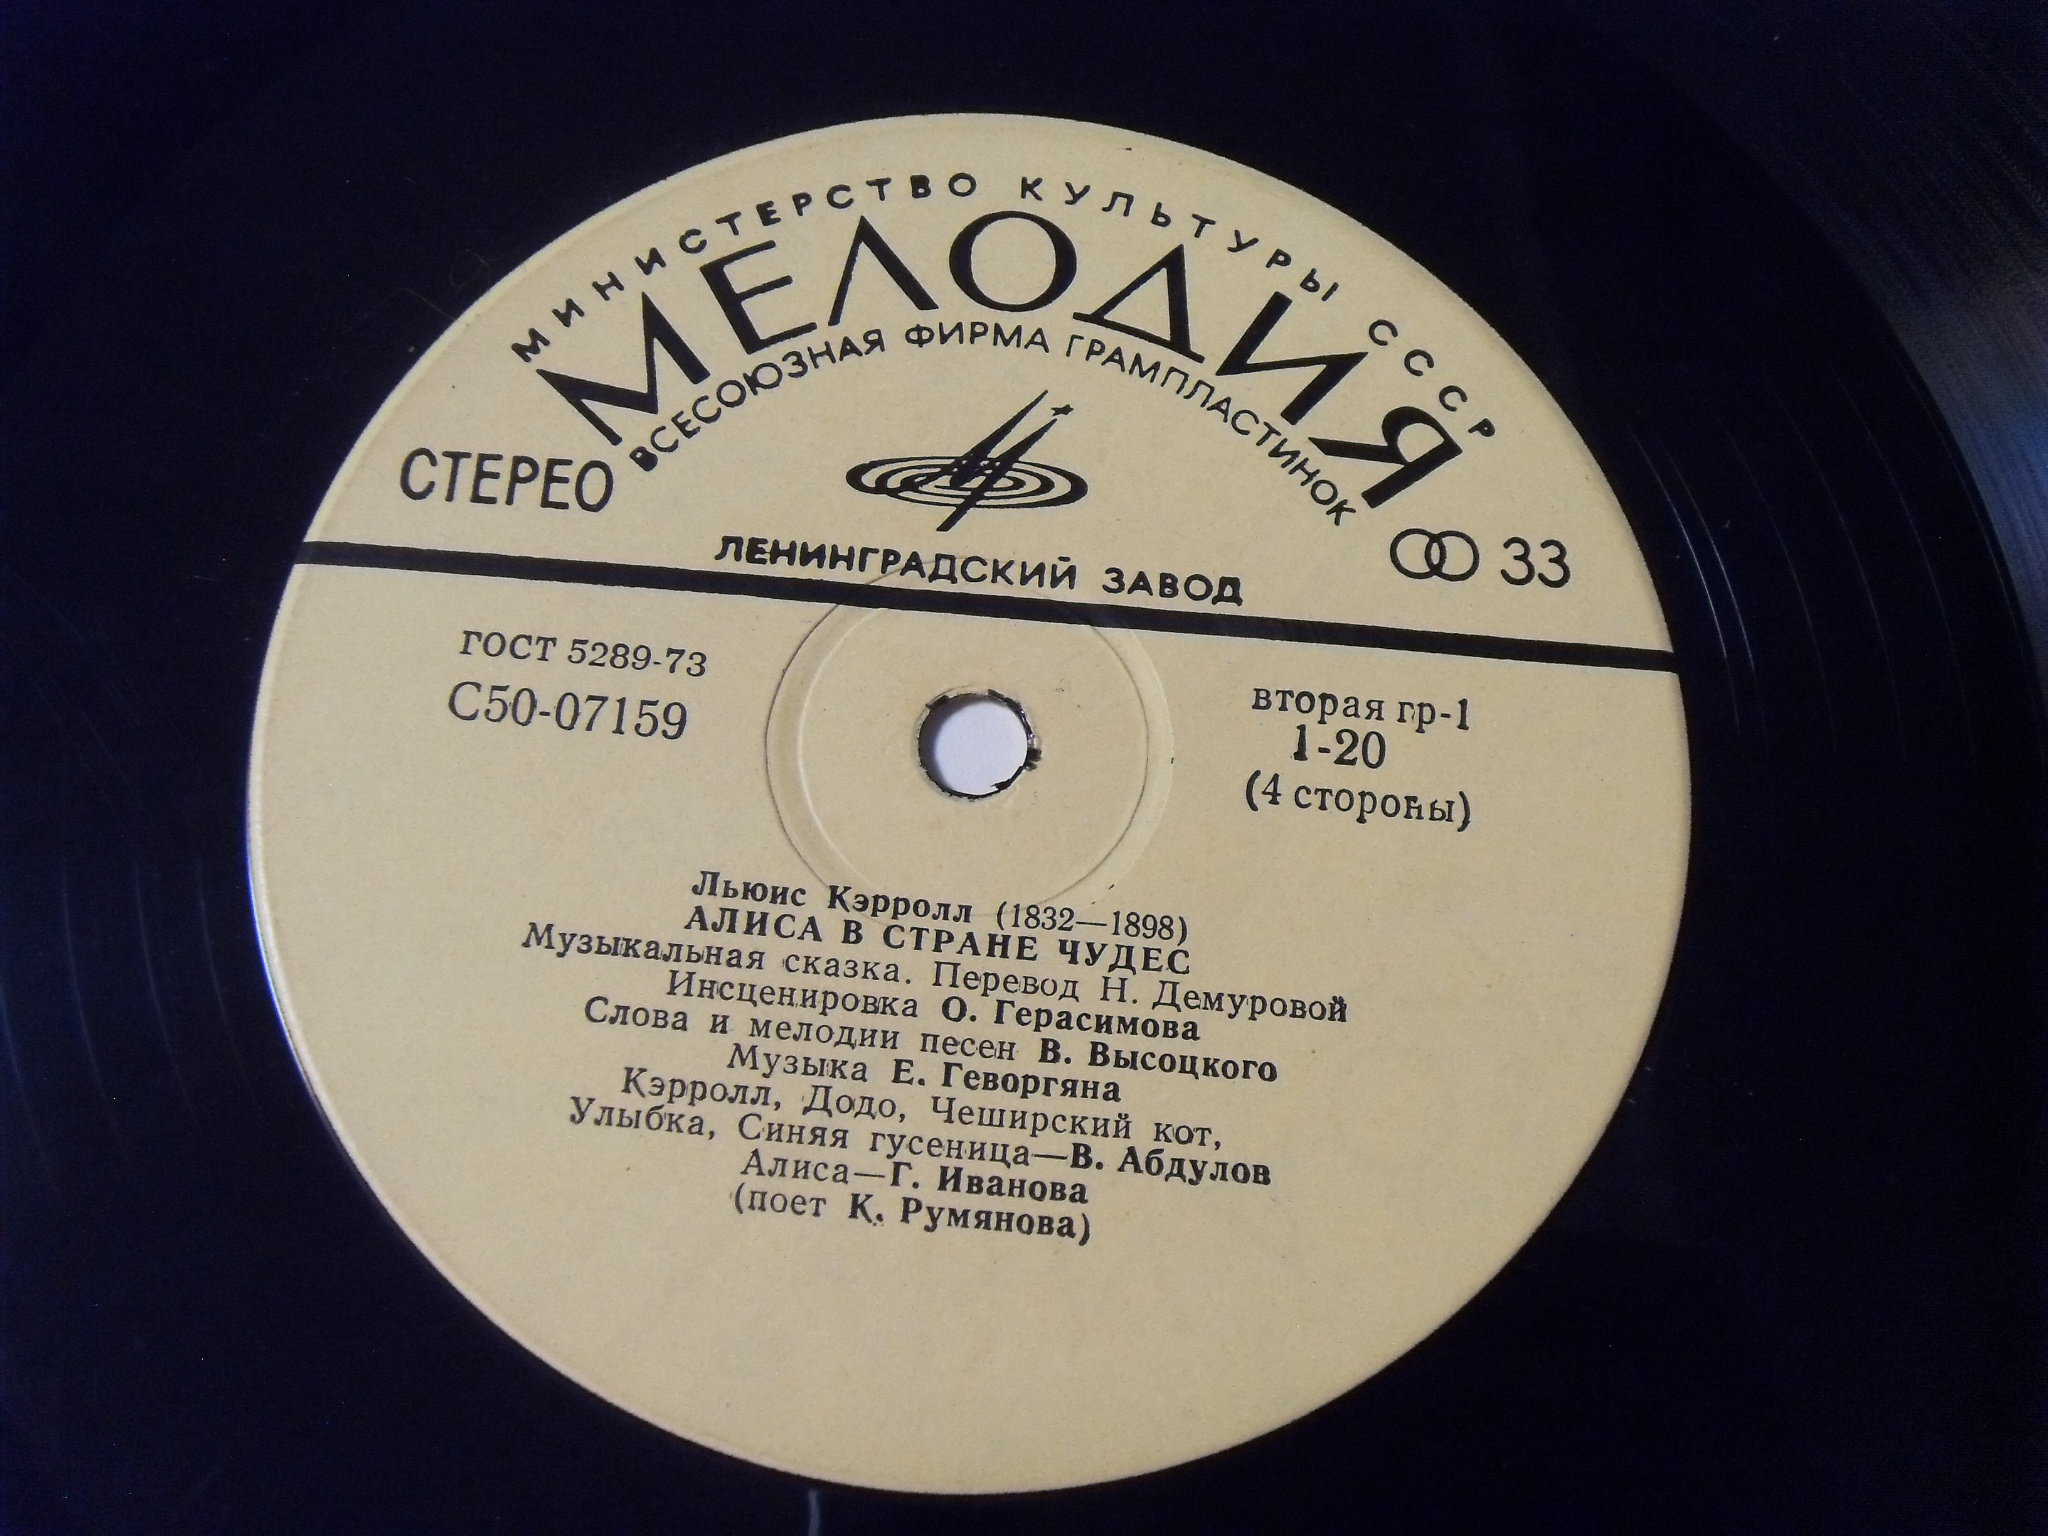 МИНИСТЕРСТВО КУЛЬТУРЫ СССР
МЕЛОДИЯ
ВСЕСОЮЗНАЯ ФИРМА ГРАМПЛАСТИНОК
СТЕРЕО
33
ЛЕНИНГРАДСКИЙ ЗАВОД
ГОСТ 5289-73
С50-07159
вторая гр-1
1-20
(4 стороны)
Льюис Кэрролл (1832—1898)
АЛИСА В СТРАНЕ ЧУДЕС
Музыкальная сказка. Перевод Н. Демуровой
Инсценировка О. Герасимова
Слова и мелодии песен В. Высоцкого
Музыка Е. Геворгяна
Кэрролл, Додо, Чеширский кот,
Улыбка, Синяя гусеница—В. Абдулов
Алиса—Г. Иванова
(поет К. Румянова)